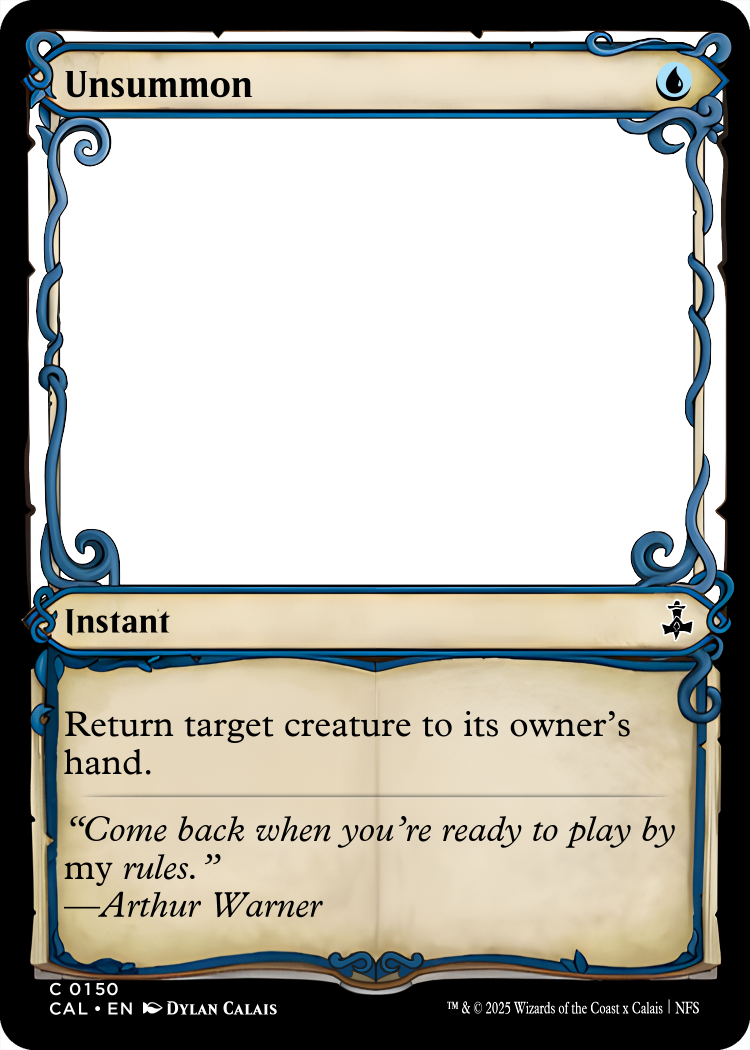 Unsummon
Instant
Return target creature to its owner’s
hand.
“Come back when you’re ready to play by
my rules.”
—Arthur Warner
C 0150
CAL • EN DYLAN CALAIS
™ & © 2025 Wizards of the Coast x Calais | NFS